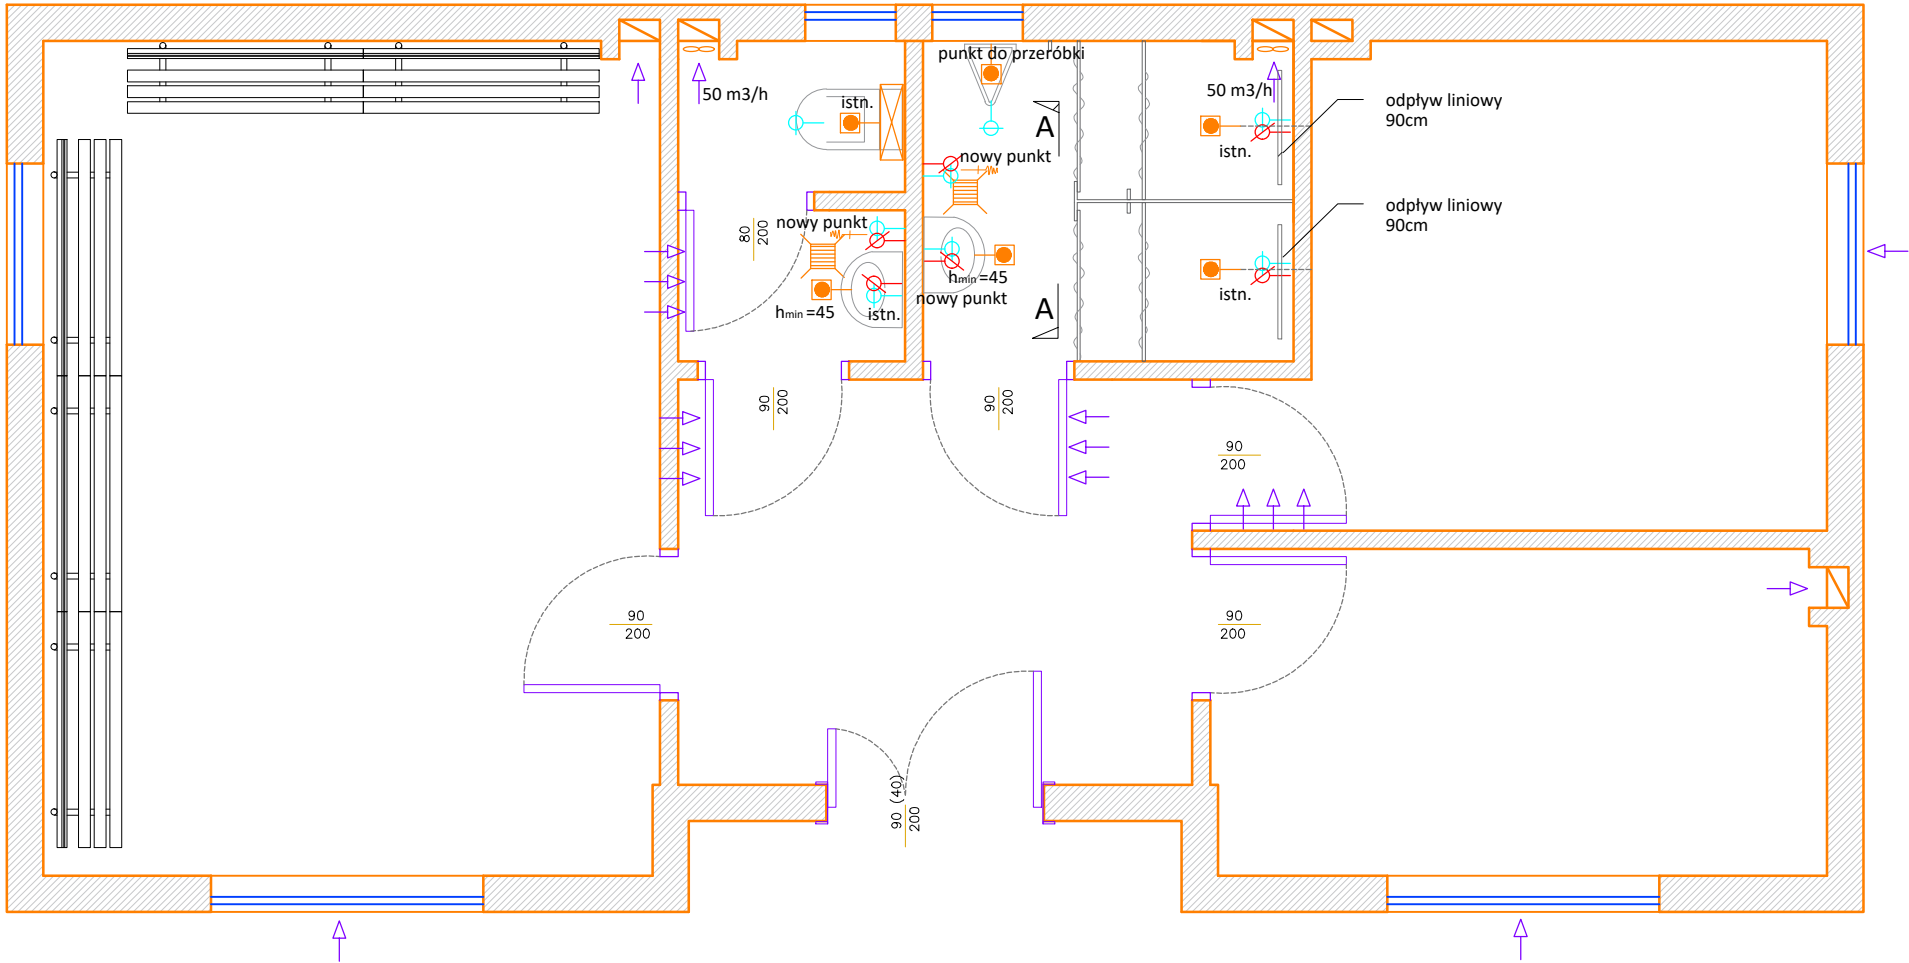 punkt do przeróbki
50 m3/h
istn.
50 m3/h
odpływ liniowy
90cm
A
nowy punkt
istn.
nowy punkt
80
200
odpływ liniowy
90cm
hmin =45
istn.
hmin =45
nowy punkt
A
istn.
90
200
90
200
90
200
90
200
90
200
90 (40)
200